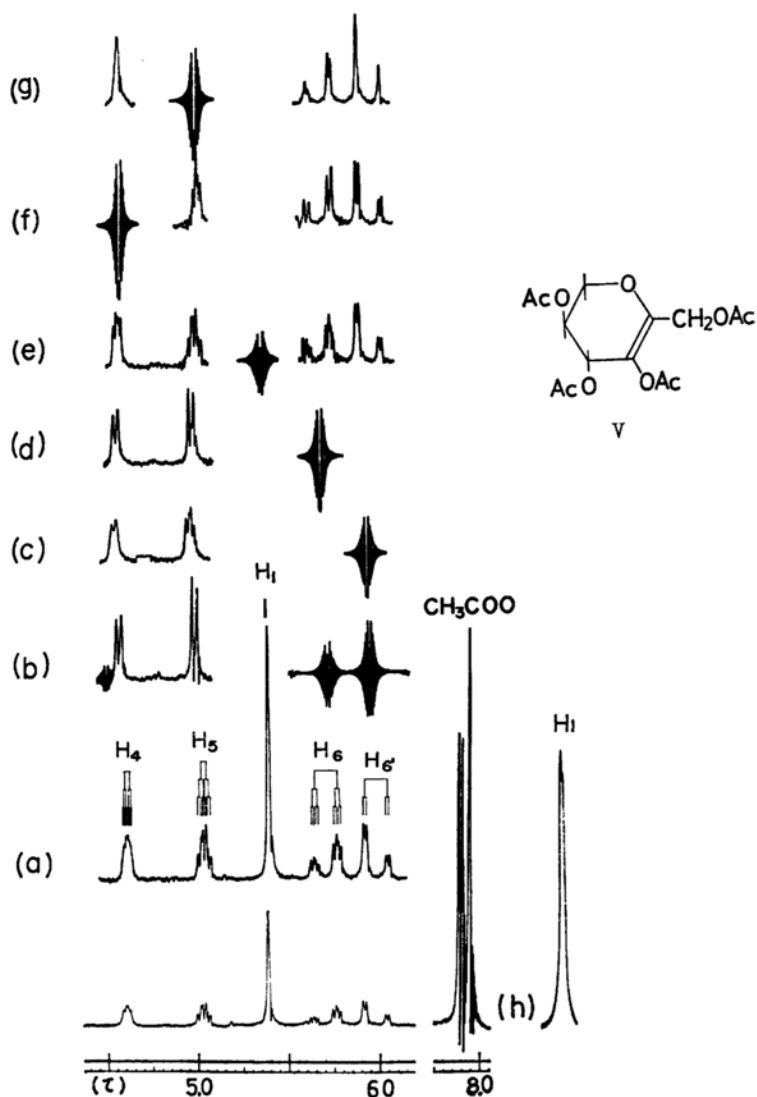 (g)
(f)
(e)
(d)
(c)
(b)
(a)
(h)
O
AcO
CH₂OAc
AcO
OAc
V
H₁
CH₃COO
H₄
H₅
H₆
H₆'
H₁
(τ)
5.0
6.0
8.0